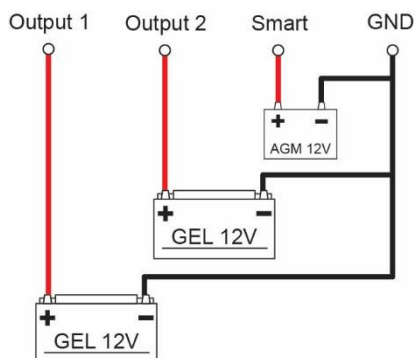 Output 1 Output 2 Smart GND
+ -
AGM 12V
+ -
GEL 12V
+ -
GEL 12V